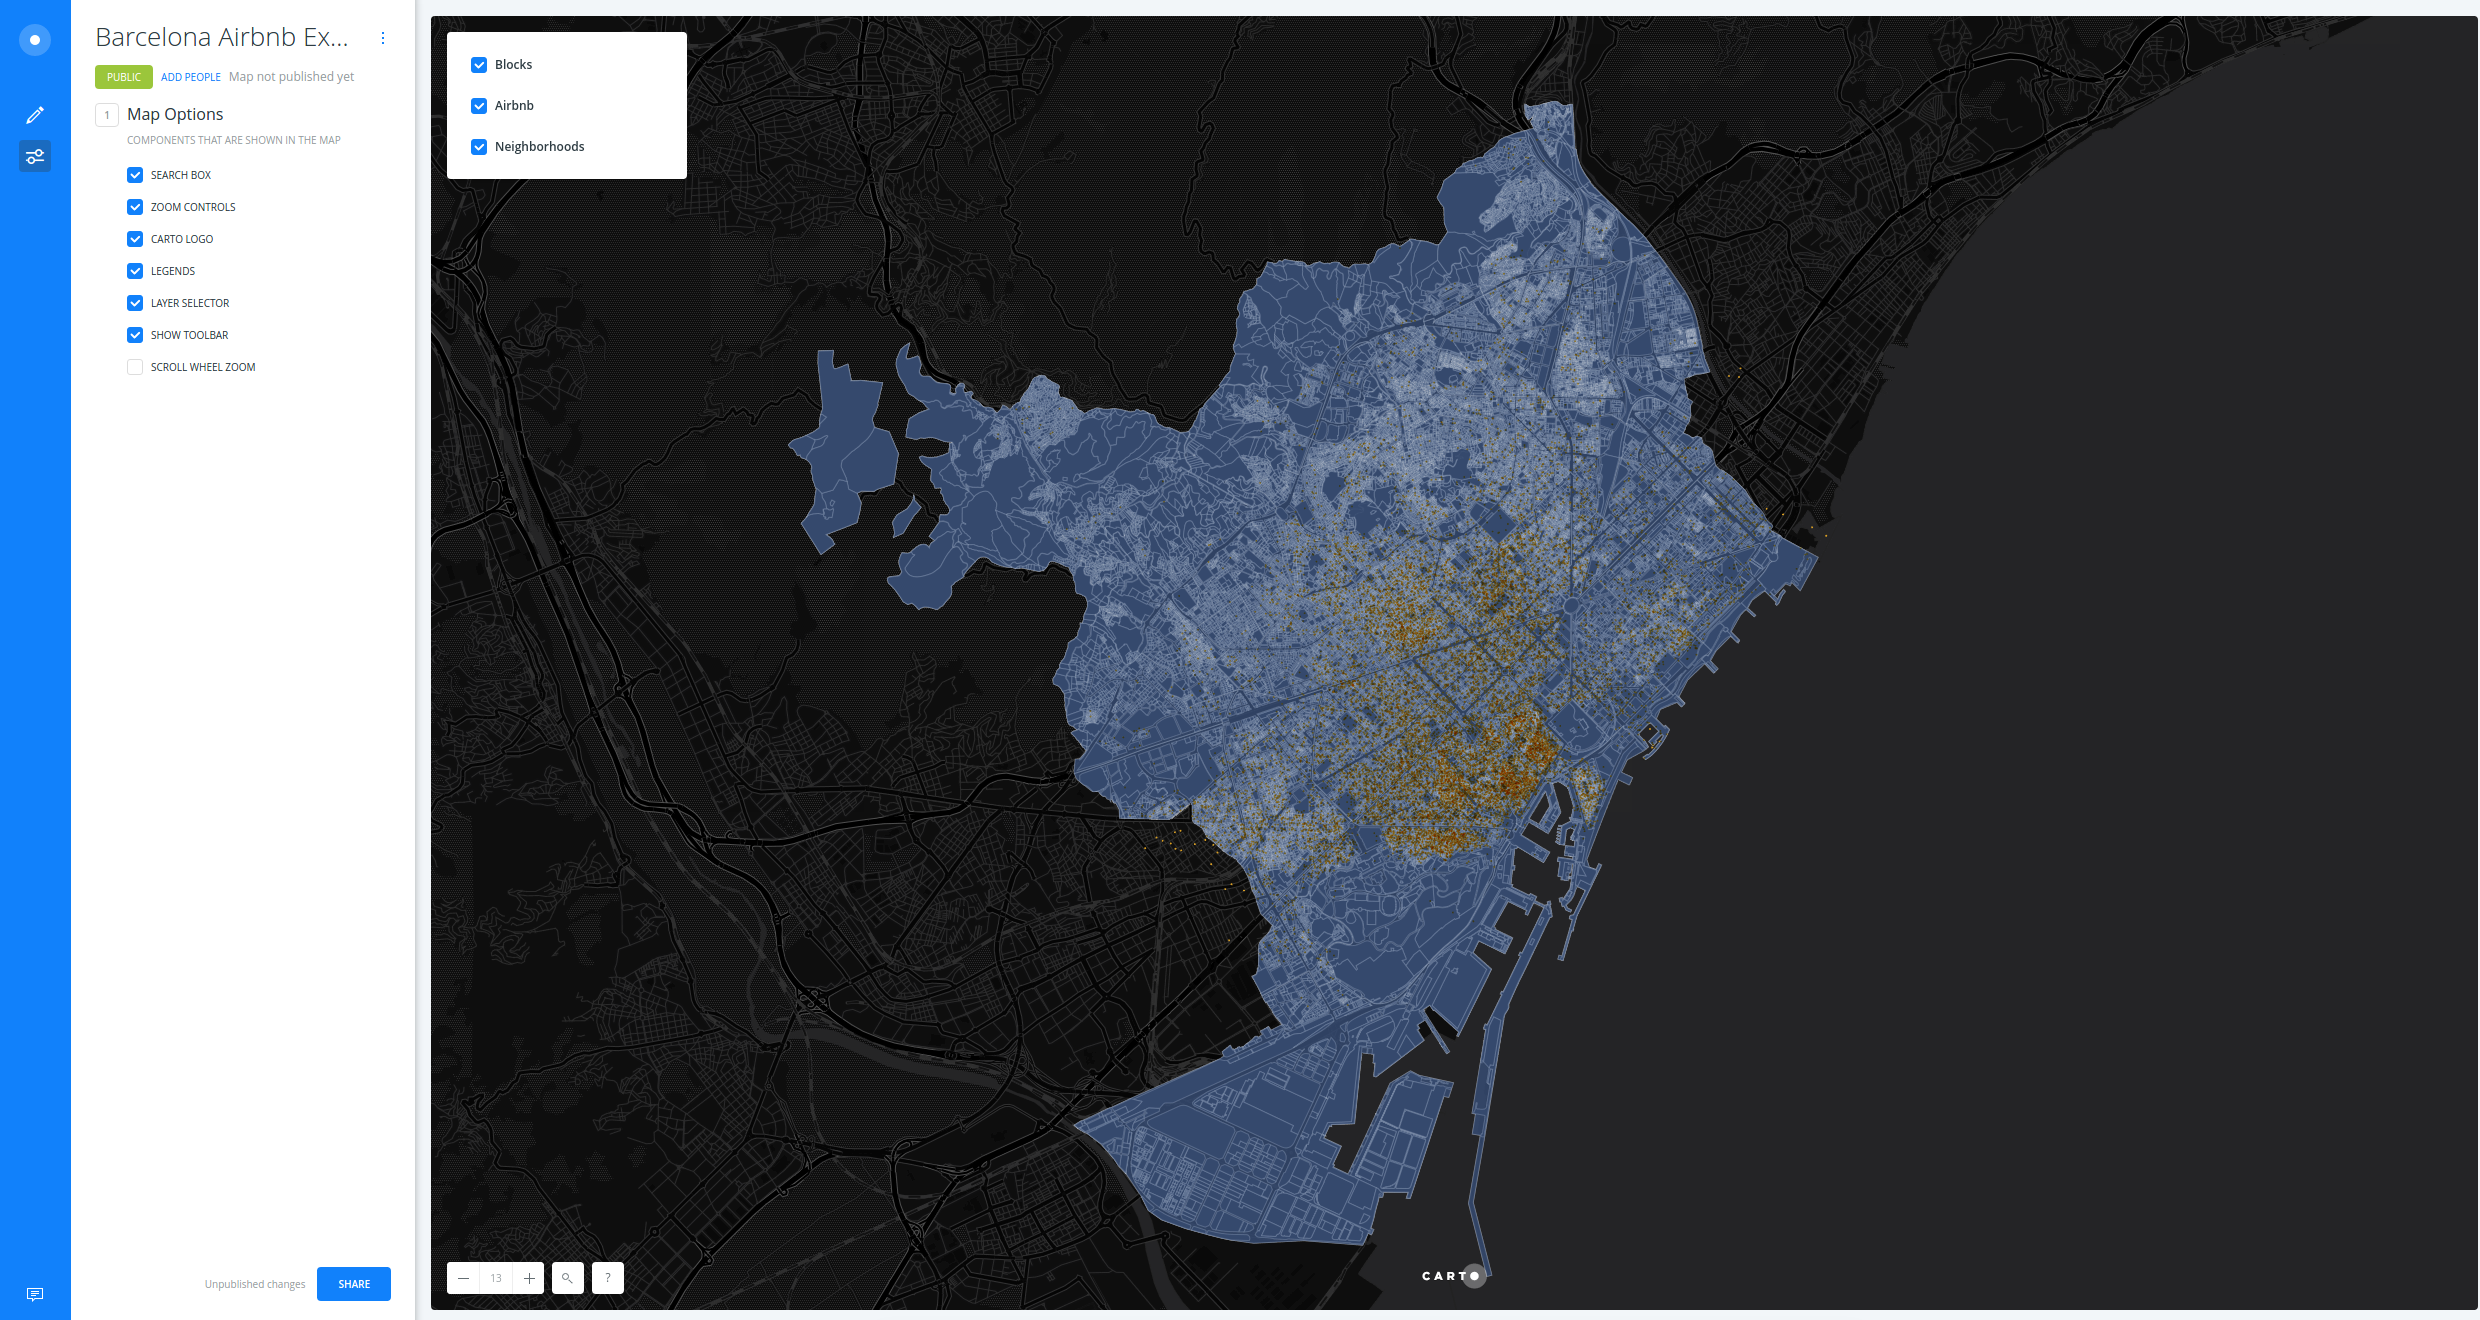 Barcelona Airbnb Ex...
PUBLIC ADD PEOPLE Map not published yet
1 Map Options
COMPONENTS THAT ARE SHOWN IN THE MAP
SEARCH BOX
ZOOM CONTROLS
CARTO LOGO
LEGENDS
LAYER SELECTOR
SHOW TOOLBAR
SCROLL WHEEL ZOOM
Unpublished changes SHARE
Blocks
Airbnb
Neighborhoods
13 ?
CARTO